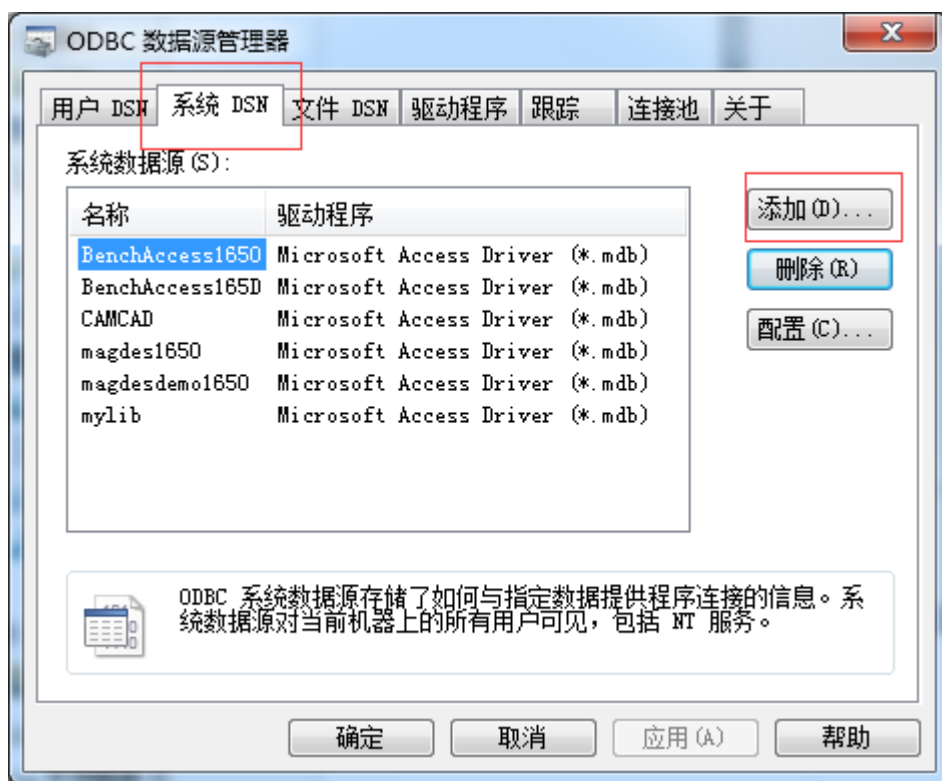 ODBC 数据源管理器
用户 DSN 系统 DSN 文件 DSN 驱动程序 跟踪 连接池 关于
系统数据源(S):
名称 驱动程序
BenchAccess1650 Microsoft Access Driver (*.mdb)
BenchAccess165D Microsoft Access Driver (*.mdb)
CAMCAD Microsoft Access Driver (*.mdb)
magdes1650 Microsoft Access Driver (*.mdb)
magdesdemo1650 Microsoft Access Driver (*.mdb)
mylib Microsoft Access Driver (*.mdb)
添加(D)...
删除(R)
配置(C)...
ODBC 系统数据源存储了如何与指定数据提供程序连接的信息。系
统数据源对当前机器上的所有用户可见，包括 NT 服务。
确定 取消 应用(A) 帮助